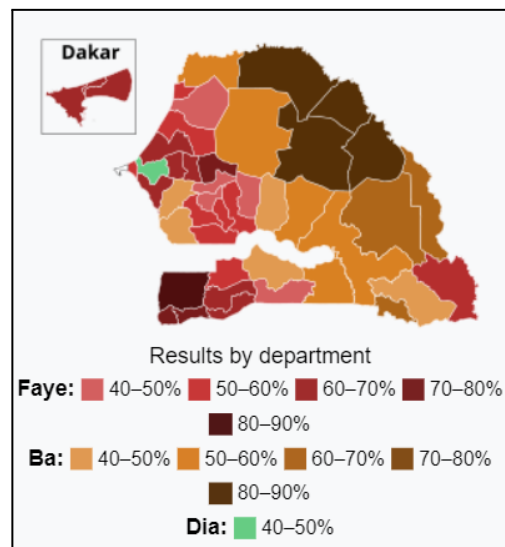 Dakar
Results by department
Faye: 40–50% 50–60% 60–70% 70–80%
80–90%
Ba: 40–50% 50–60% 60–70% 70–80%
80–90%
Dia: 40–50%